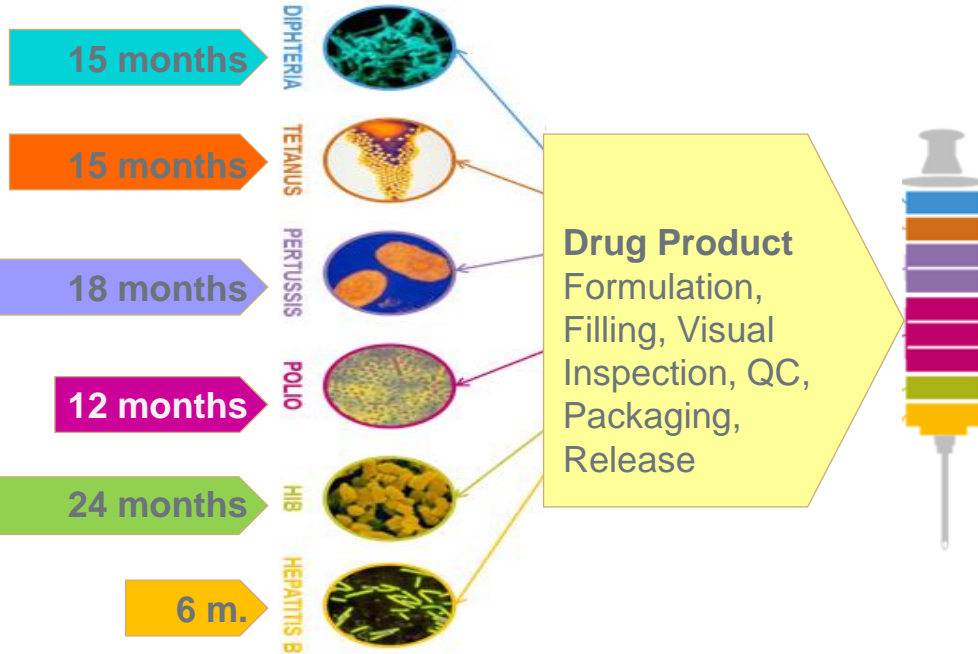 15 months
DIPHTERIA
15 months
TETANUS
18 months
PERTUSSIS
12 months
POLIO
24 months
HIB
6 m.
HEPATITIS B
Drug Product
Formulation,
Filling, Visual
Inspection, QC,
Packaging,
Release